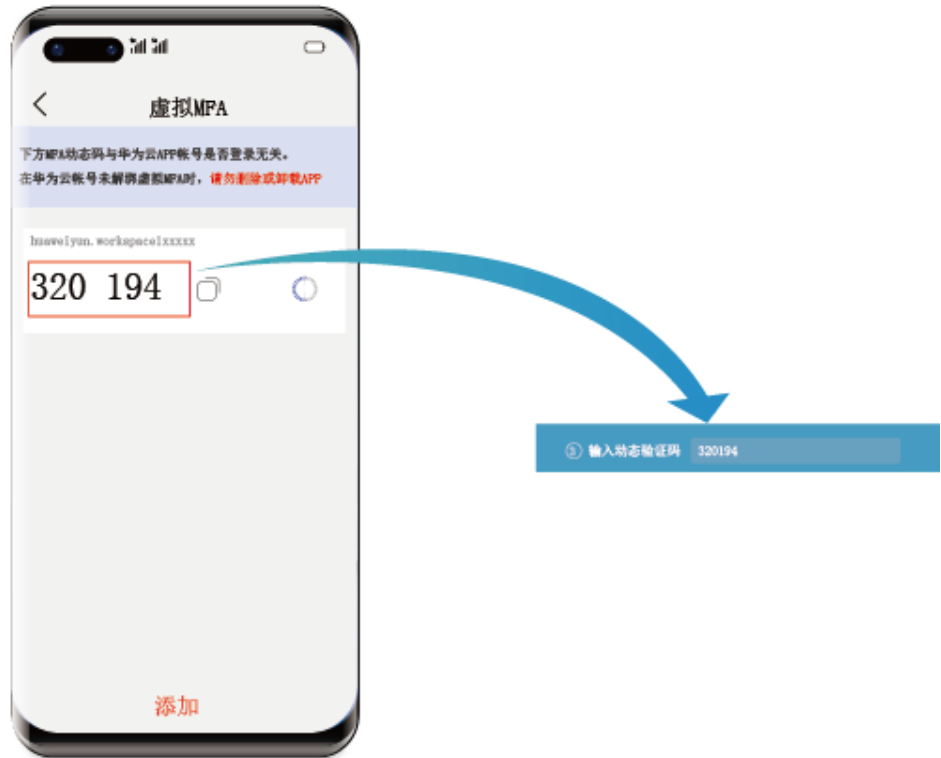 虚拟MFA
下方MFA动态码与华为云APP帐号是否登录无关。
在华为云帐号未解绑虚拟MFA时，请勿删除或卸载APP
huaweiyun.workspacelxxxxx
320 194
③ 输入动态验证码 320194
添加